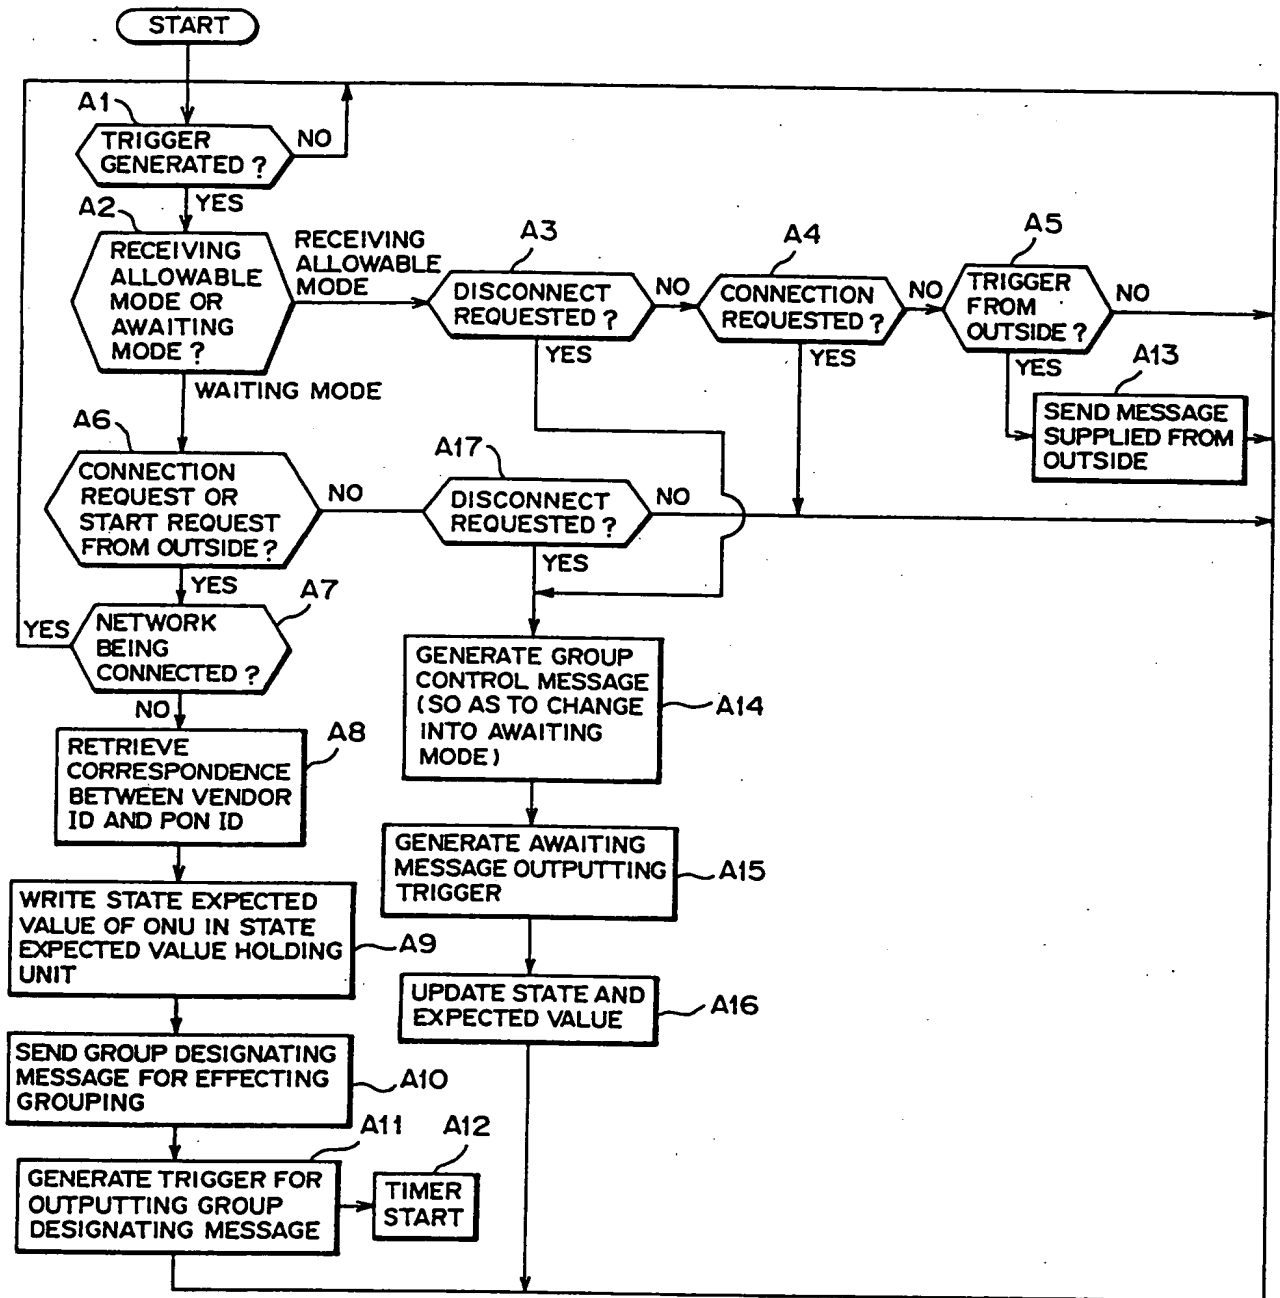 START
A1
TRIGGER
GENERATED ?
NO
YES
A2
RECEIVING
ALLOWABLE
MODE OR
AWAITING
MODE ?
RECEIVING
ALLOWABLE
MODE
A3
DISCONNECT
REQUESTED ?
NO
YES
A4
CONNECTION
REQUESTED ?
NO
YES
A5
TRIGGER
FROM
OUTSIDE ?
NO
YES
A13
SEND MESSAGE
SUPPLIED FROM
OUTSIDE
WAITING MODE
A6
CONNECTION
REQUEST OR
START REQUEST
FROM OUTSIDE ?
NO
YES
A17
DISCONNECT
REQUESTED ?
NO
YES
A7
NETWORK
BEING
CONNECTED ?
YES
NO
A8
RETRIEVE
CORRESPONDENCE
BETWEEN VENDOR
ID AND PON ID
WRITE STATE EXPECTED
VALUE OF ONU IN STATE
EXPECTED VALUE HOLDING
UNIT
A9
SEND GROUP DESIGNATING
MESSAGE FOR EFFECTING
GROUPING
A10
A11
GENERATE TRIGGER FOR
OUTPUTTING GROUP
DESIGNATING MESSAGE
A12
TIMER
START
GENERATE GROUP
CONTROL MESSAGE
(SO AS TO CHANGE
INTO AWAITING
MODE)
A14
GENERATE AWAITING
MESSAGE OUTPUTTING
TRIGGER
A15
UPDATE STATE AND
EXPECTED VALUE
A16